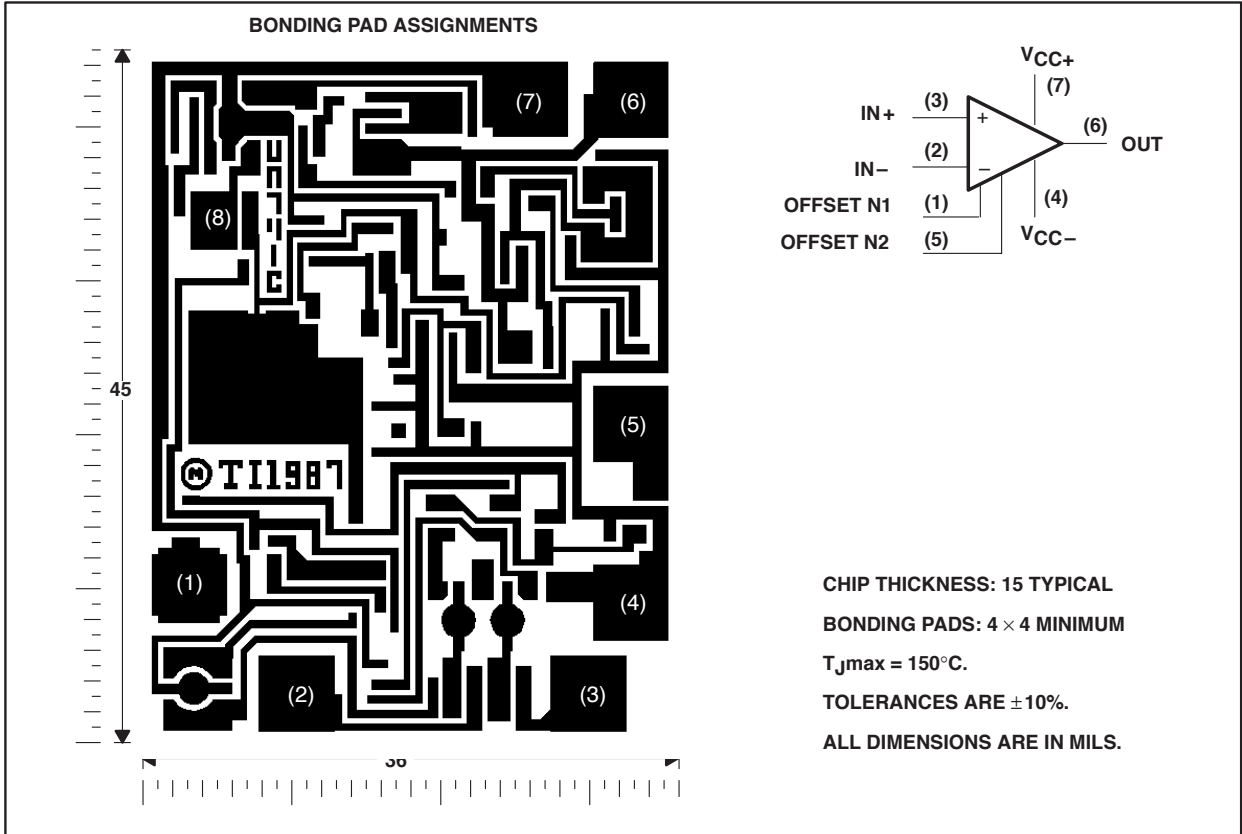 BONDING PAD ASSIGNMENTS
(7)
(6)
(8)
(5)
(1)
(4)
(2)
(3)
TI1987
45
36
VCC+
(7)
(3)
IN+
+
(6)
OUT
(2)
IN−
−
OFFSET N1
(1)
(4)
VCC−
OFFSET N2
(5)
CHIP THICKNESS: 15 TYPICAL
BONDING PADS: 4 × 4 MINIMUM
TJmax = 150°C.
TOLERANCES ARE ±10%.
ALL DIMENSIONS ARE IN MILS.